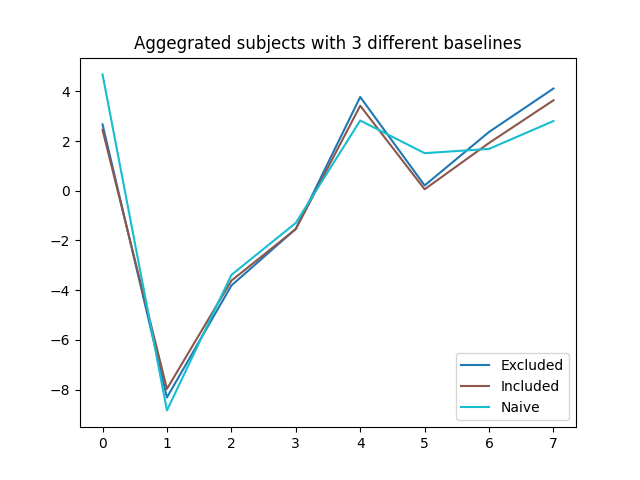 Aggegrated subjects with 3 different baselines
4
2
0
−2
−4
−6
−8
Excluded
Included
Naive
0 1 2 3 4 5 6 7